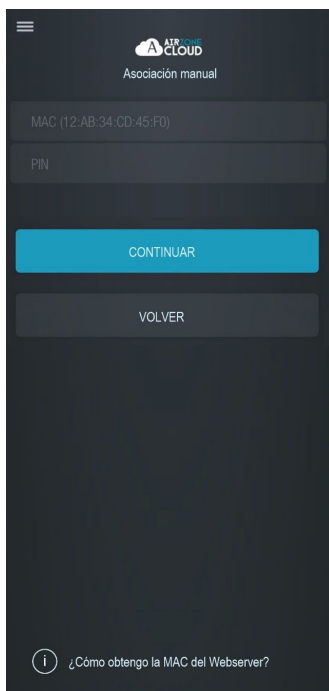 A AIRZONE
CLOUD
Asociación manual
MAC (12:AB:34:CD:45:F0)
PIN
CONTINUAR
VOLVER
i ¿Cómo obtengo la MAC del Webserver?